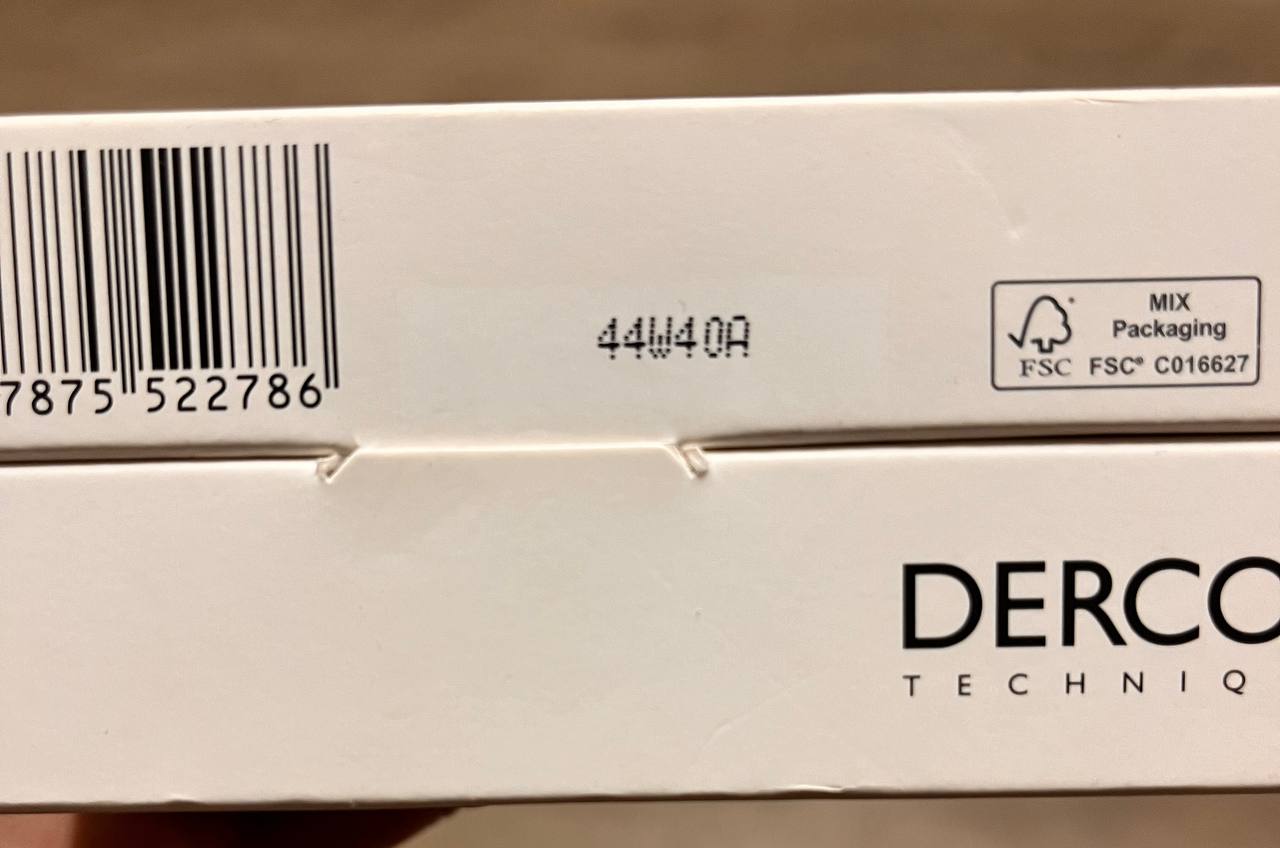 7875 522786
44W40A
MIX
Packaging
FSC FSC® C016627
DERCO
TECHNIQ